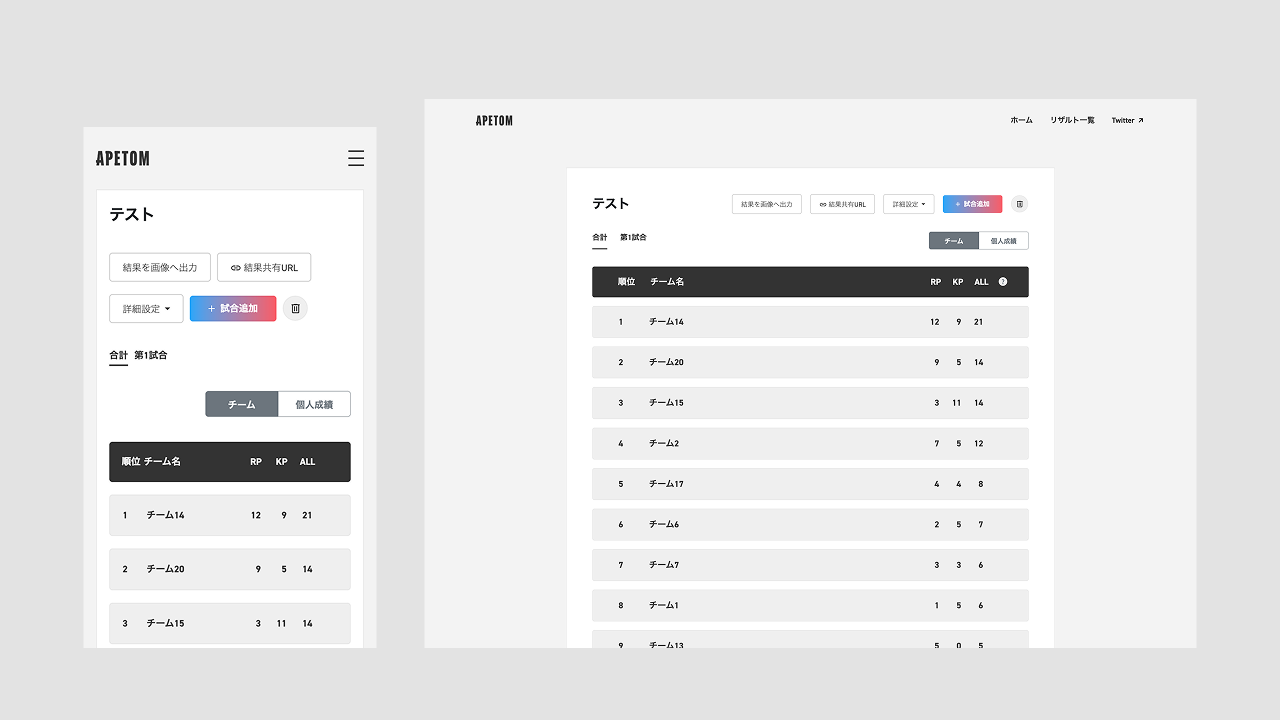 APETOM
テスト
結果を画像へ出力 結果共有URL
詳細設定 + 試合追加
合計 第1試合
チーム 個人成績
順位 チーム名 RP KP ALL
1 チーム14 12 9 21
2 チーム20 9 5 14
3 チーム15 3 11 14
APETOM ホーム リザルト一覧 Twitter
テスト 結果を画像へ出力 結果共有URL 詳細設定 + 試合追加
合計 第1試合 チーム 個人成績
順位 チーム名 RP KP ALL ?
1 チーム14 12 9 21
2 チーム20 9 5 14
3 チーム15 3 11 14
4 チーム2 7 5 12
5 チーム17 4 4 8
6 チーム6 2 5 7
7 チーム7 3 3 6
8 チーム1 1 5 6
9 チーム13 5 0 5